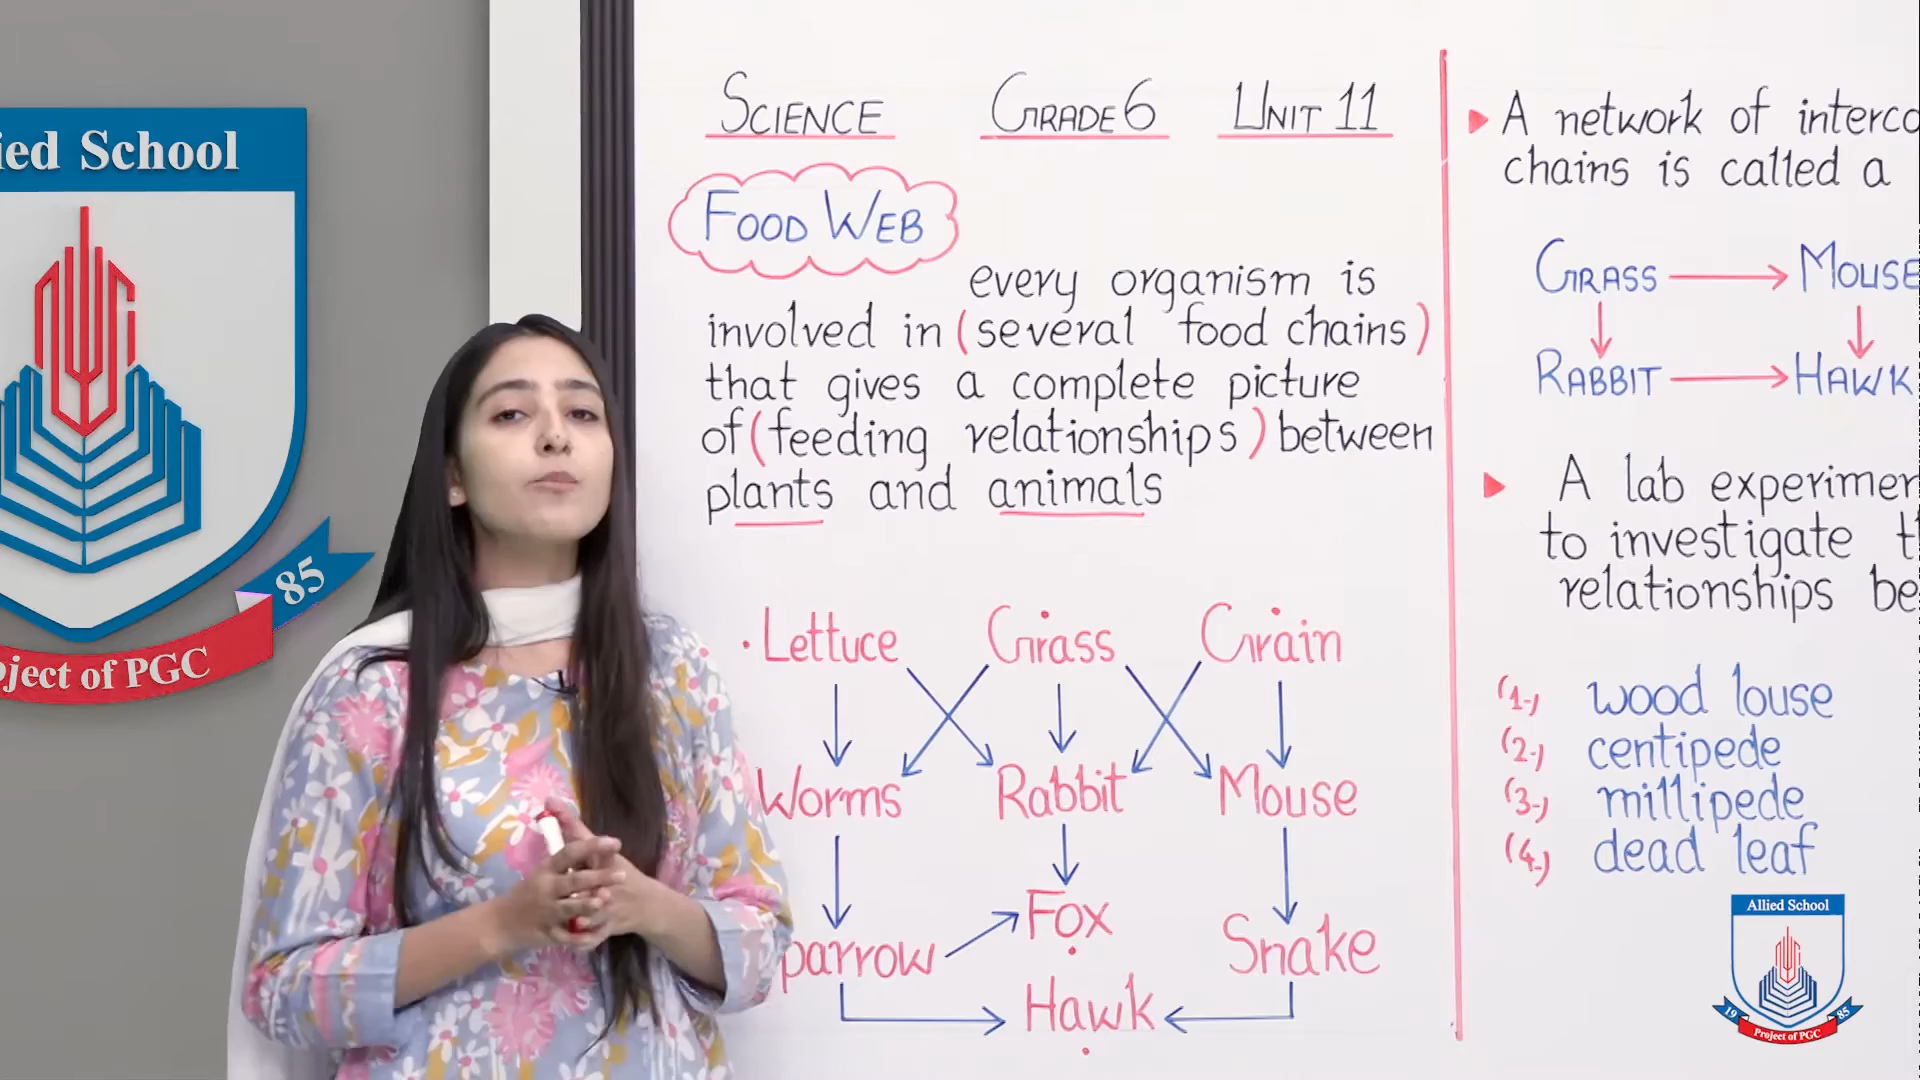 ied School
85
ject of PGC
SCIENCE GRADE 6 UNIT 11
FOOD WEB
every organism is
involved in (several food chains)
that gives a complete picture
of (feeding relationships) between
plants and animals
Lettuce Grass Grain
Worms Rabbit Mouse
Fox
parrow Snake
Hawk
A network of interco
chains is called a
GRASS → MOUSE
RABBIT → HAWK
A lab experimen
to investigate t
relationships be
(1-) wood louse
(2-) centipede
(3-) millipede
(4-) dead leaf
Allied School
19 85
Project of PGC